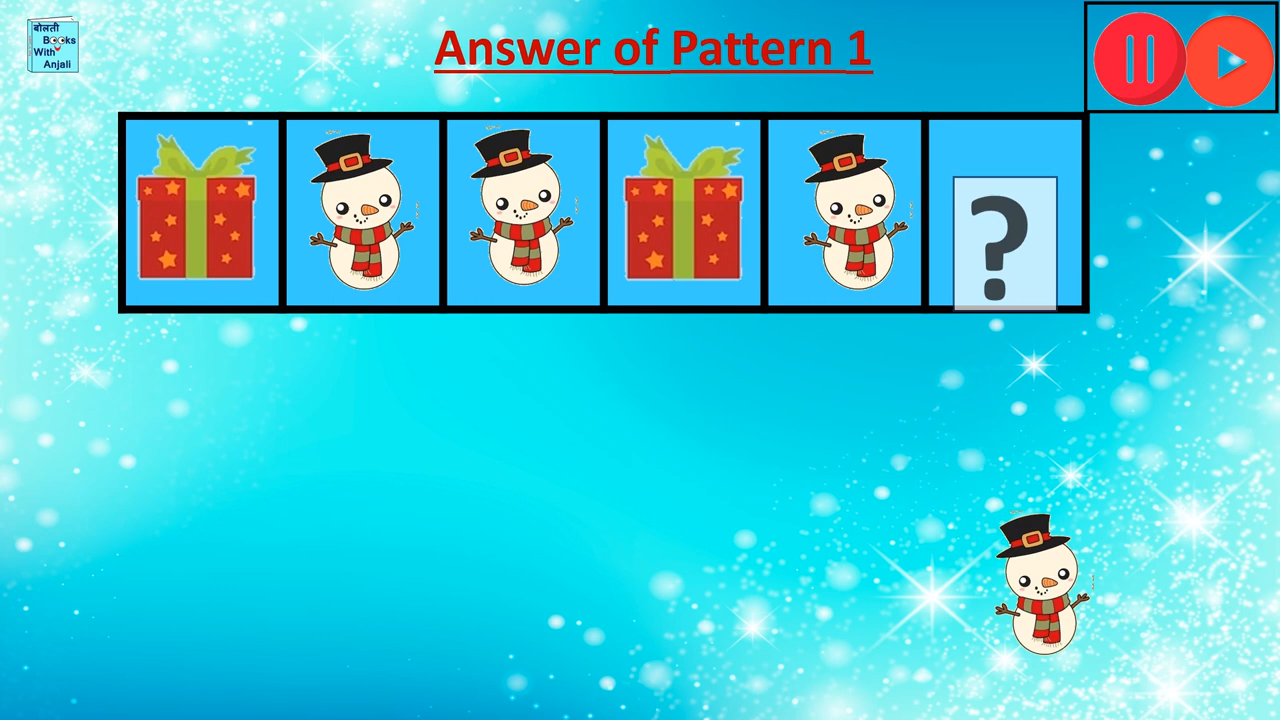 बोलती
Books
With
Anjali
Answer of Pattern 1
?